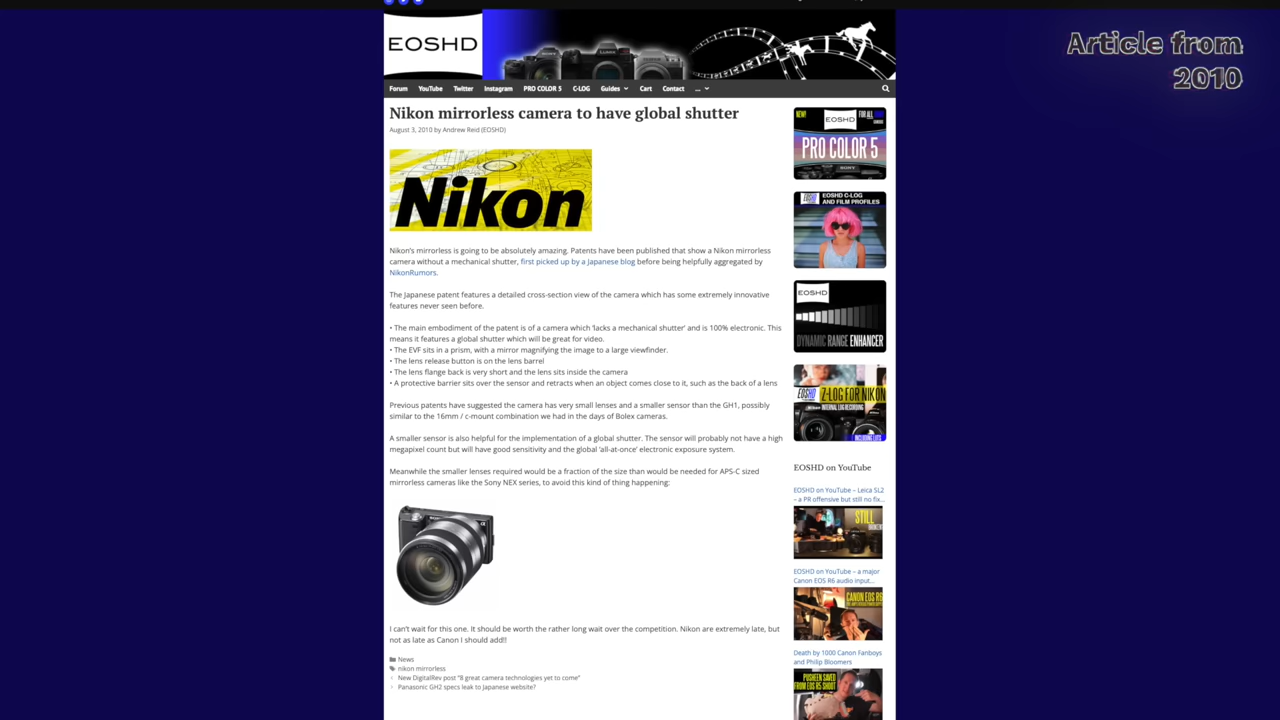 Article from
2010
EOSHD
Forum YouTube Twitter Instagram PRO COLOR 5 C-LOG Guides Cart Contact ...
Nikon mirrorless camera to have global shutter
August 3, 2010 by Andrew Reid (EOSHD)
Nikon
Nikon's mirrorless is going to be absolutely amazing. Patents have been published that show a Nikon mirrorless
camera without a mechanical shutter, first picked up by a Japanese blog before being helpfully aggregated by
NikonRumors.
The Japanese patent features a detailed cross-section view of the camera which has some extremely innovative
features never seen before.
• The main embodiment of the patent is of a camera which 'lacks a mechanical shutter' and is 100% electronic. This
means it features a global shutter which will be great for video.
• The EVF sits in a prism, with a mirror magnifying the image to a large viewfinder.
• The lens release button is on the lens barrel
• The lens flange back is very short and the lens sits inside the camera
• A protective barrier sits over the sensor and retracts when an object comes close to it, such as the back of a lens
Previous patents have suggested the camera has very small lenses and a smaller sensor than the GH1, possibly
similar to the 16mm / c-mount combination we had in the days of Bolex cameras.
A smaller sensor is also helpful for the implementation of a global shutter. The sensor will probably not have a high
megapixel count but will have good sensitivity and the global 'all-at-once' electronic exposure system.
Meanwhile the smaller lenses required would be a fraction of the size than would be needed for APS-C sized
mirrorless cameras like the Sony NEX series, to avoid this kind of thing happening:
I can't wait for this one. It should be worth the rather long wait over the competition. Nikon are extremely late, but
not as late as Canon I should add!!
News
nikon mirrorless
New DigitalRev post "8 great camera technologies yet to come"
Panasonic GH2 specs leak to Japanese website?
NEW!
EOSHD
FOR ALL
PRO COLOR 5
SONY
EOSHD C-LOG
AND FILM PROFILES
EOSHD
DYNAMIC RANGE ENHANCER
EOSHD
Z-LOG FOR NIKON
INTERNAL LOG RECORDING
EOSHD on YouTube
EOSHD on YouTube – Leica SL2
– a PR offensive but still no fix...
STILL
EOSHD on YouTube – a major
Canon EOS R6 audio input...
CANON EOS R6
Death by 1000 Canon Fanboys
and Philip Bloomers
PUSHEEN SAVED
FROM EOS R5 SHOOT